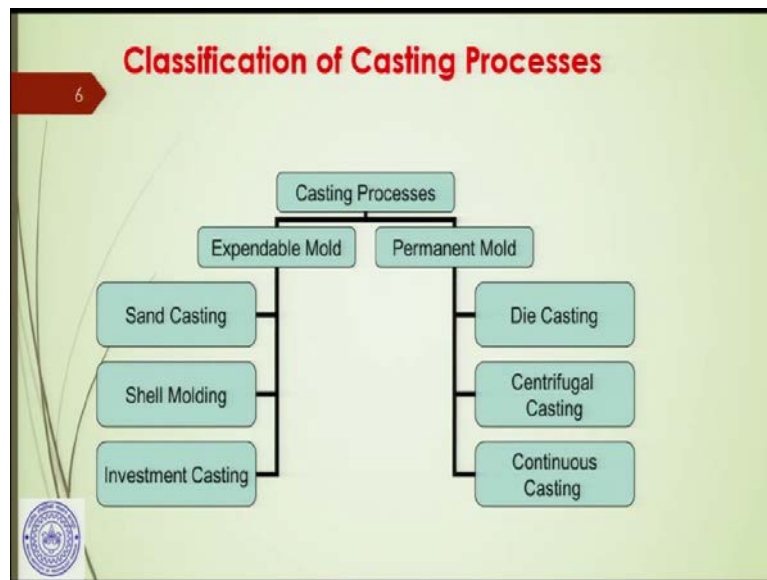 Classification of Casting Processes
6
Casting Processes
Expendable Mold
Permanent Mold
Sand Casting
Shell Molding
Investment Casting
Die Casting
Centrifugal
Casting
Continuous
Casting